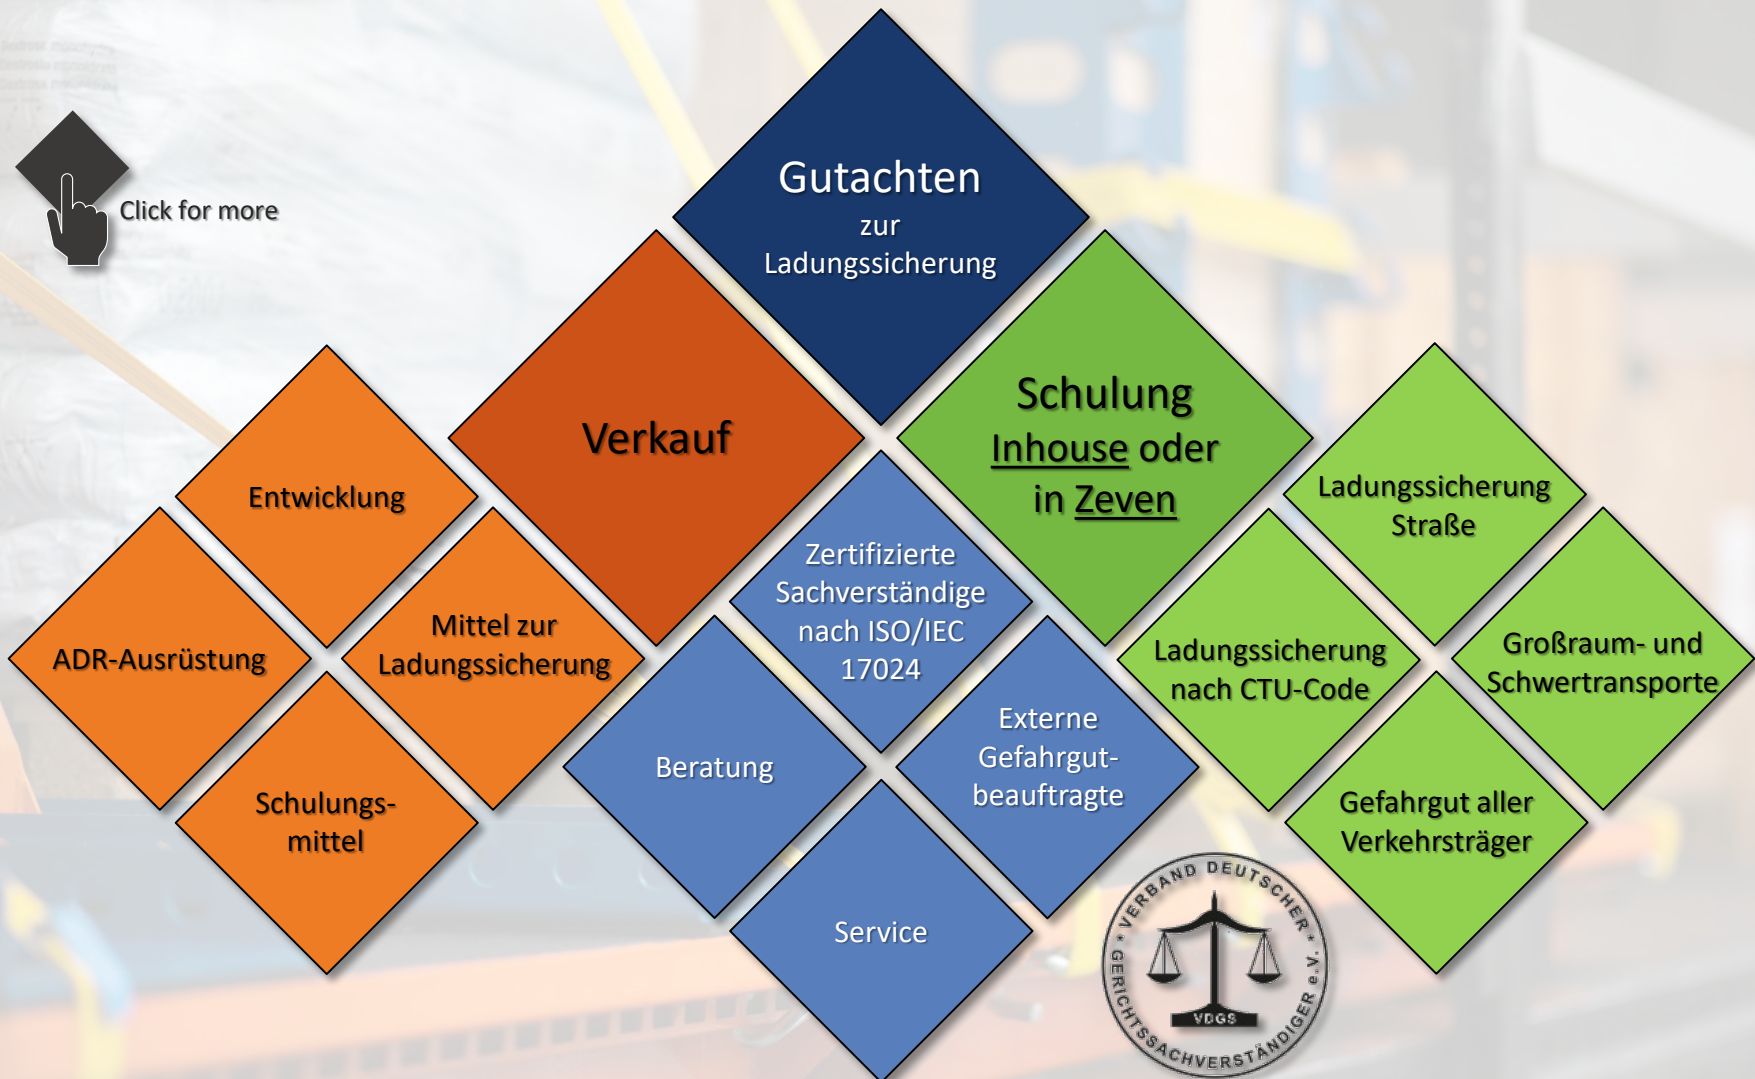 Click for more
Gutachten
zur
Ladungssicherung
Verkauf
Schulung
Inhouse oder
in Zeven
Entwicklung
ADR-Ausrüstung
Mittel zur
Ladungssicherung
Schulungs-
mittel
Zertifizierte
Sachverständige
nach ISO/IEC
17024
Beratung
Externe
Gefahrgut-
beauftragte
Service
Ladungssicherung
Straße
Ladungssicherung
nach CTU-Code
Großraum- und
Schwertransporte
Gefahrgut aller
Verkehrsträger
* VERBAND DEUTSCHER *
GERICHTSSACHVERSTÄNDIGER e.V.
VDGS